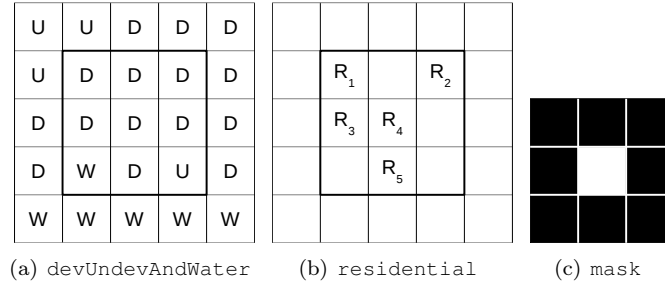 U U D D D
U D D D D
D D D D D
D W D U D
W W W W W
R1 R2
R3 R4
R5
(a) devUndevAndWater
(b) residential
(c) mask